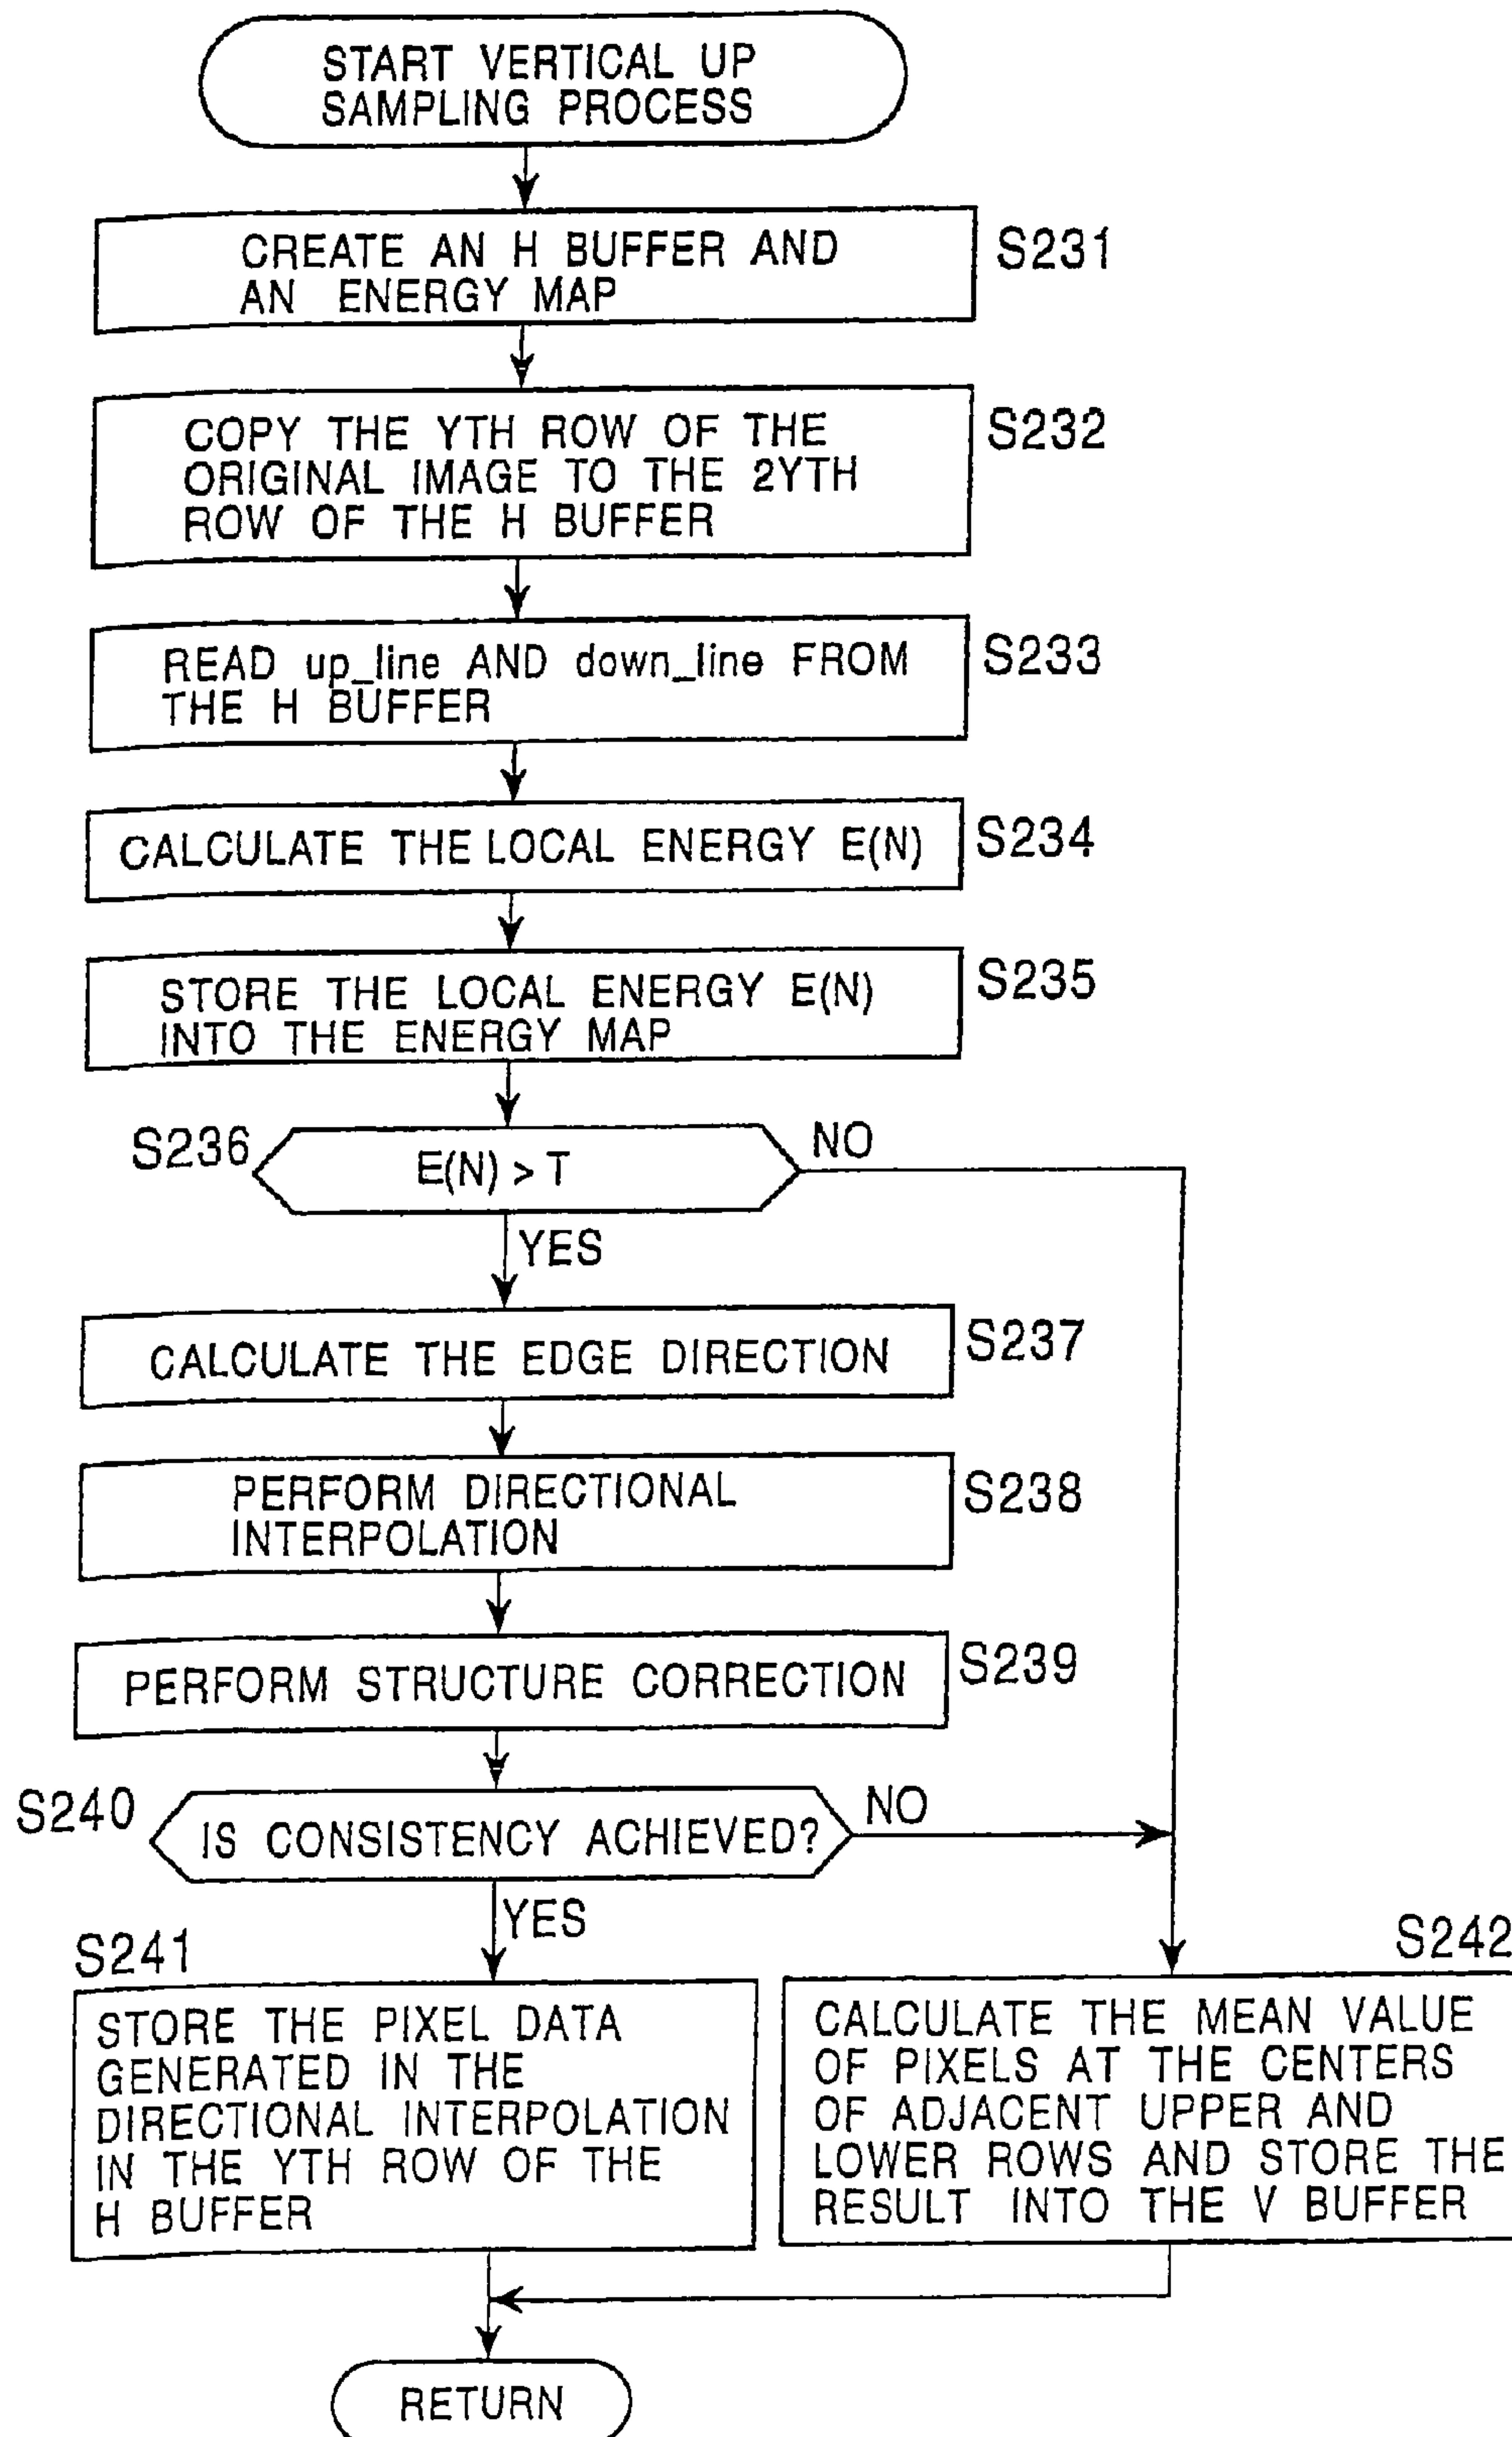 START VERTICAL UP
SAMPLING PROCESS
CREATE AN H BUFFER AND
AN ENERGY MAP
S231
COPY THE YTH ROW OF THE
ORIGINAL IMAGE TO THE 2YTH
ROW OF THE H BUFFER
S232
READ up_line AND down_line FROM
THE H BUFFER
S233
CALCULATE THE LOCAL ENERGY E(N)
S234
STORE THE LOCAL ENERGY E(N)
INTO THE ENERGY MAP
S235
S236
E(N) > T
NO
YES
CALCULATE THE EDGE DIRECTION
S237
PERFORM DIRECTIONAL
INTERPOLATION
S238
PERFORM STRUCTURE CORRECTION
S239
S240
IS CONSISTENCY ACHIEVED?
NO
YES
S241
STORE THE PIXEL DATA
GENERATED IN THE
DIRECTIONAL INTERPOLATION
IN THE YTH ROW OF THE
H BUFFER
S242
CALCULATE THE MEAN VALUE
OF PIXELS AT THE CENTERS
OF ADJACENT UPPER AND
LOWER ROWS AND STORE THE
RESULT INTO THE V BUFFER
RETURN